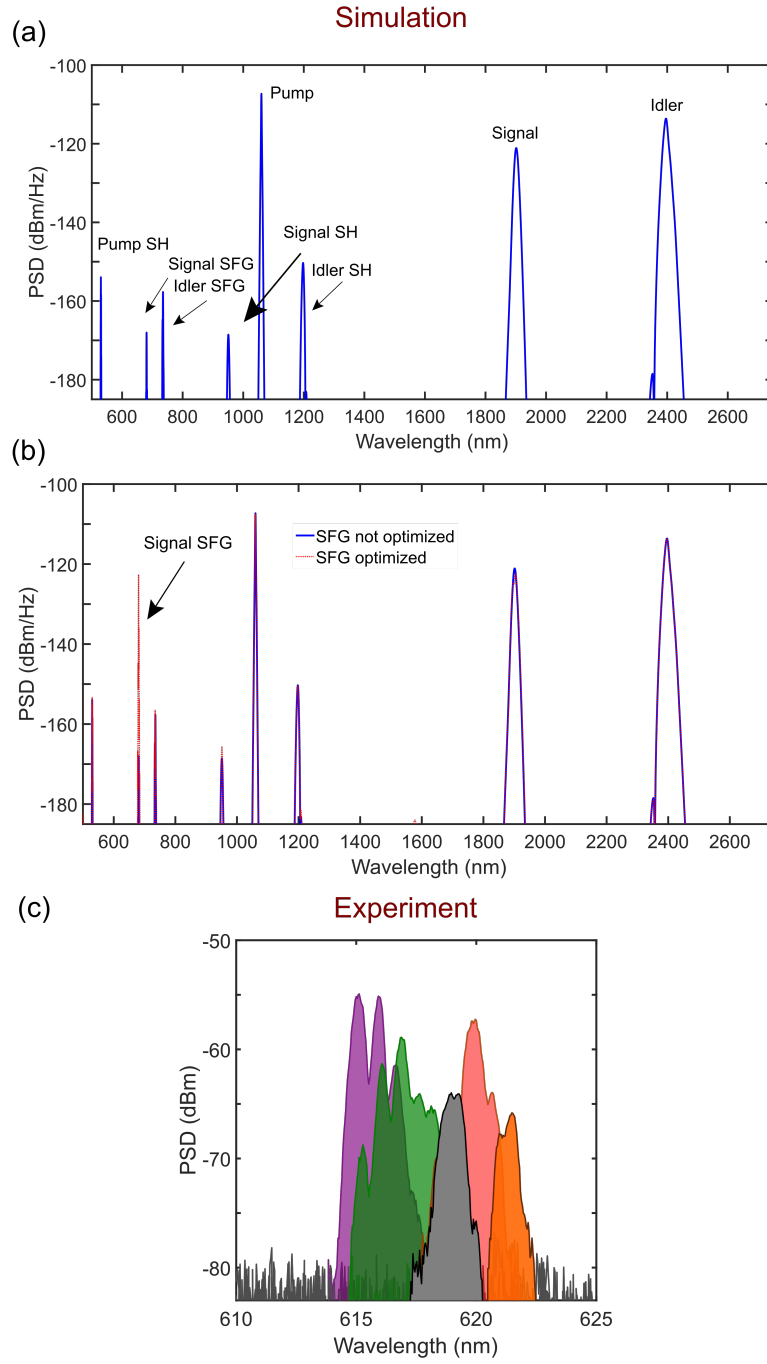 Simulation
(a)
-100
-120
-140
-160
-180
PSD (dBm/Hz)
Pump
Signal
Idler
Pump SH
Signal SFG
Idler SFG
Signal SH
Idler SH
600 800 1000 1200 1400 1600 1800 2000 2200 2400 2600
Wavelength (nm)
(b)
-100
-120
-140
-160
-180
PSD (dBm/Hz)
Signal SFG
SFG not optimized
SFG optimized
600 800 1000 1200 1400 1600 1800 2000 2200 2400 2600
Wavelength (nm)
(c)
Experiment
-50
-60
-70
-80
PSD (dBm)
610 615 620 625
Wavelength (nm)